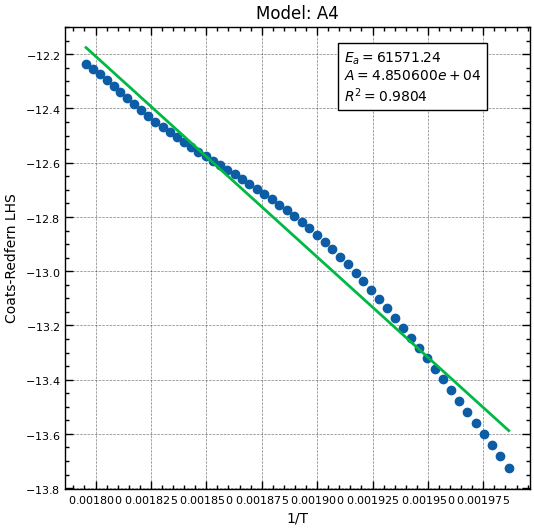 Model: A4
Eₐ = 61571.24
A = 4.850600e + 04
R² = 0.9804
Coats-Redfern LHS
−12.2
−12.4
−12.6
−12.8
−13.0
−13.2
−13.4
−13.6
−13.8
0.001800 0.001825 0.001850 0.001875 0.001900 0.001925 0.001950 0.001975
1/T